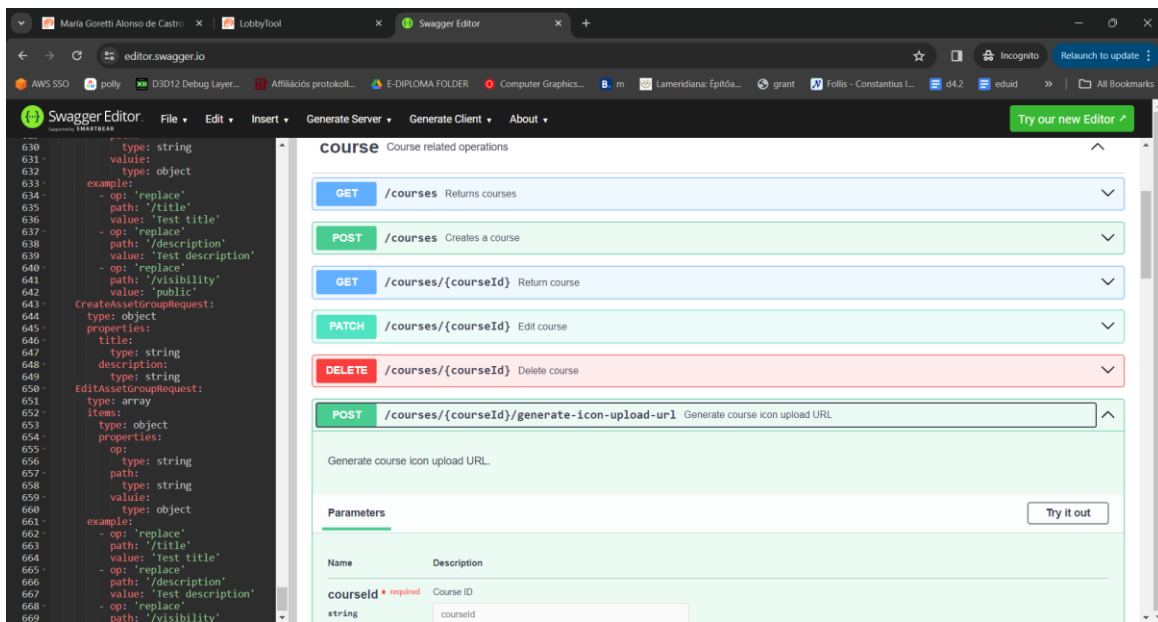 María Goretti Alonso de Castro
LobbyTool
Swagger Editor
editor.swagger.io
Incognito
Relaunch to update
AWS SSO
polly
D3D12 Debug Layer...
Affiliációs protokoll...
E-DIPLOMA FOLDER
Computer Graphics...
m
Lameridiana: Építőa...
grant
Follis - Constantius I,...
d4.2
eduid
»
All Bookmarks
Swagger Editor.
Supported by SMARTBEAR
File
Edit
Insert
Generate Server
Generate Client
About
Try our new Editor
630 type: string
631 valuie:
632 type: object
633 example:
634 - op: 'replace'
635 path: '/title'
636 value: 'Test title'
637 - op: 'replace'
638 path: '/description'
639 value: 'Test description'
640 - op: 'replace'
641 path: '/visibility'
642 value: 'public'
643 CreateAssetGroupRequest:
644 type: object
645 properties:
646 title:
647 type: string
648 description:
649 type: string
650 EditAssetGroupRequest:
651 type: array
652 items:
653 type: object
654 properties:
655 op:
656 type: string
657 path:
658 type: string
659 valuie:
660 type: object
661 example:
662 - op: 'replace'
663 path: '/title'
664 value: 'Test title'
665 - op: 'replace'
666 path: '/description'
667 value: 'Test description'
668 - op: 'replace'
669 path: '/visibility'
course Course related operations
GET /courses Returns courses
POST /courses Creates a course
GET /courses/{courseId} Return course
PATCH /courses/{courseId} Edit course
DELETE /courses/{courseId} Delete course
POST /courses/{courseId}/generate-icon-upload-url Generate course icon upload URL
Generate course icon upload URL.
Parameters
Try it out
Name Description
courseId * required Course ID
string courseId